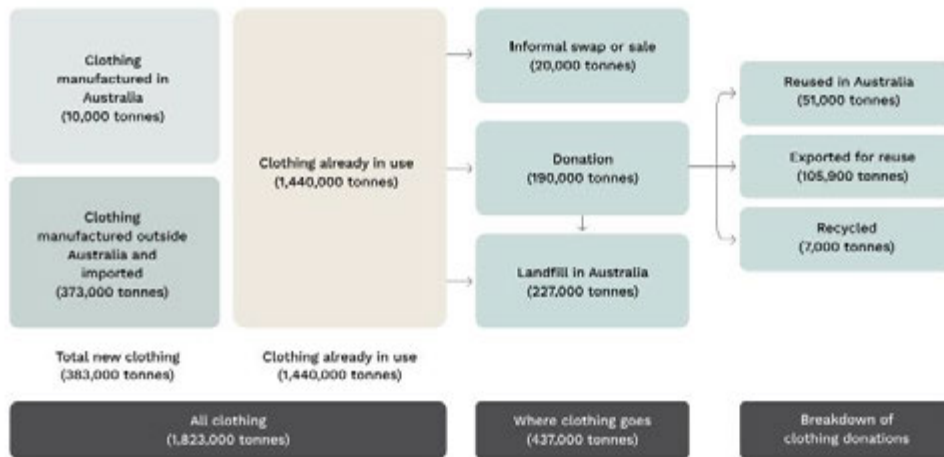 Clothing
manufactured in
Australia
(10,000 tonnes)
Clothing
manufactured outside
Australia and
imported
(373,000 tonnes)
Total new clothing
(383,000 tonnes)
Clothing already in use
(1,440,000 tonnes)
Clothing already in use
(1,440,000 tonnes)
All clothing
(1,823,000 tonnes)
Informal swap or sale
(20,000 tonnes)
Donation
(190,000 tonnes)
Landfill in Australia
(227,000 tonnes)
Where clothing goes
(437,000 tonnes)
Reused in Australia
(51,000 tonnes)
Exported for reuse
(105,900 tonnes)
Recycled
(7,000 tonnes)
Breakdown of
clothing donations